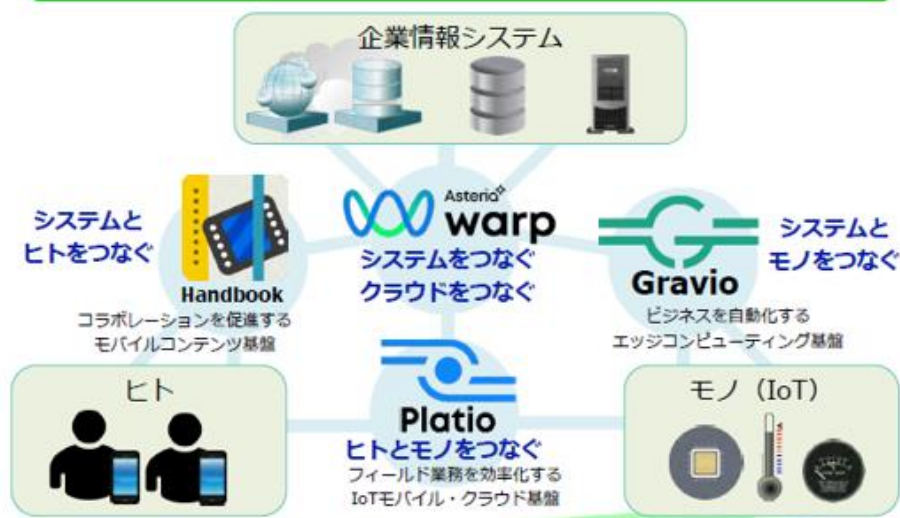 企業情報システム
システムと
ヒトをつなぐ
Handbook
コラボレーションを促進する
モバイルコンテンツ基盤
Asteria
warp
システムをつなぐ
クラウドをつなぐ
Gravio
システムと
モノをつなぐ
ビジネスを自動化する
エッジコンピューティング基盤
ヒト
Platio
ヒトとモノをつなぐ
フィールド業務を効率化する
IoTモバイル・クラウド基盤
モノ（IoT）